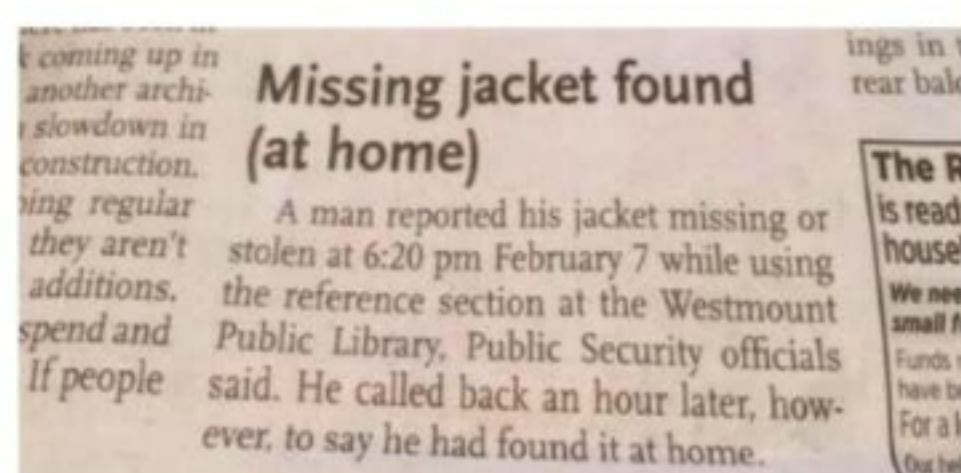 coming up in
another archi-
slowdown in
construction.
regular
they aren't
additions.
spend and
If people
Missing jacket found
(at home)
A man reported his jacket missing or
stolen at 6:20 pm February 7 while using
the reference section at the Westmount
Public Library, Public Security officials
said. He called back an hour later, how-
ever, to say he had found it at home.
ings in
rear
The
is
We
small
Funds
have
For a
Our